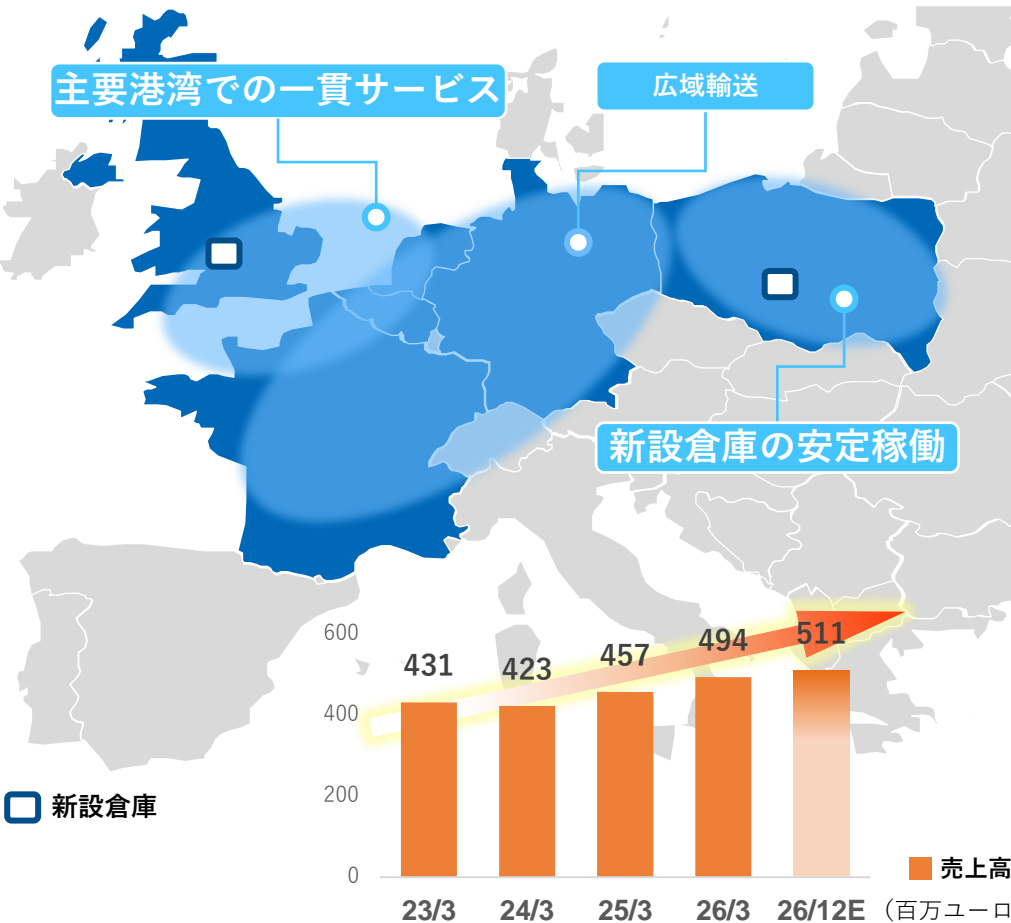 主要港湾での一貫サービス
広域輸送
新設倉庫の安定稼働
600
400
200
0
431
423
457
494
511
新設倉庫
売上高
23/3
24/3
25/3
26/3
26/12E
（百万ユーロ